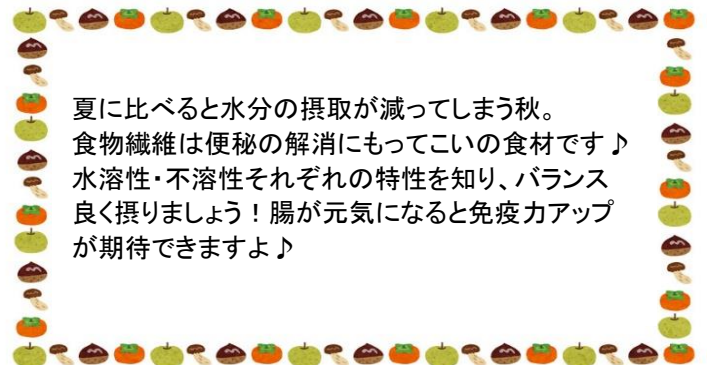 夏に比べると水分の摂取が減ってしまう秋。
食物繊維は便秘の解消にもってこいの食材です♪
水溶性・不溶性それぞれの特性を知り、バランス
良く摂りましょう！腸が元気になると免疫力アップ
が期待できますよ♪